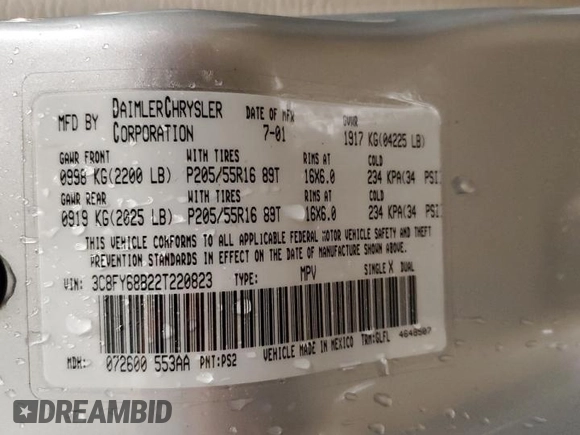 MFD BY DAIMLERCHRYSLER CORPORATION DATE OF MFR 7-01 GVWR 1917 KG(04225 LB)
GAWR FRONT WITH TIRES RIMS AT COLD
0998 KG(2200 LB) P205/55R16 89T 16X6.0 234 KPA(34 PSI)
GAWR REAR WITH TIRES RIMS AT COLD
0919 KG(2025 LB) P205/55R16 89T 16X6.0 234 KPA(34 PSI)
THIS VEHICLE CONFORMS TO ALL APPLICABLE FEDERAL MOTOR VEHICLE SAFETY AND THEFT
PREVENTION STANDARDS IN EFFECT ON THE DATE OF MANUFACTURE SHOWN ABOVE.
VIN: 3C8FY68B22T220823 TYPE: MPV SINGLE X DUAL
MDH: 072600 553AA PNT:PS2 VEHICLE MADE IN MEXICO TRM:GLFL 4648507
DREAMBID